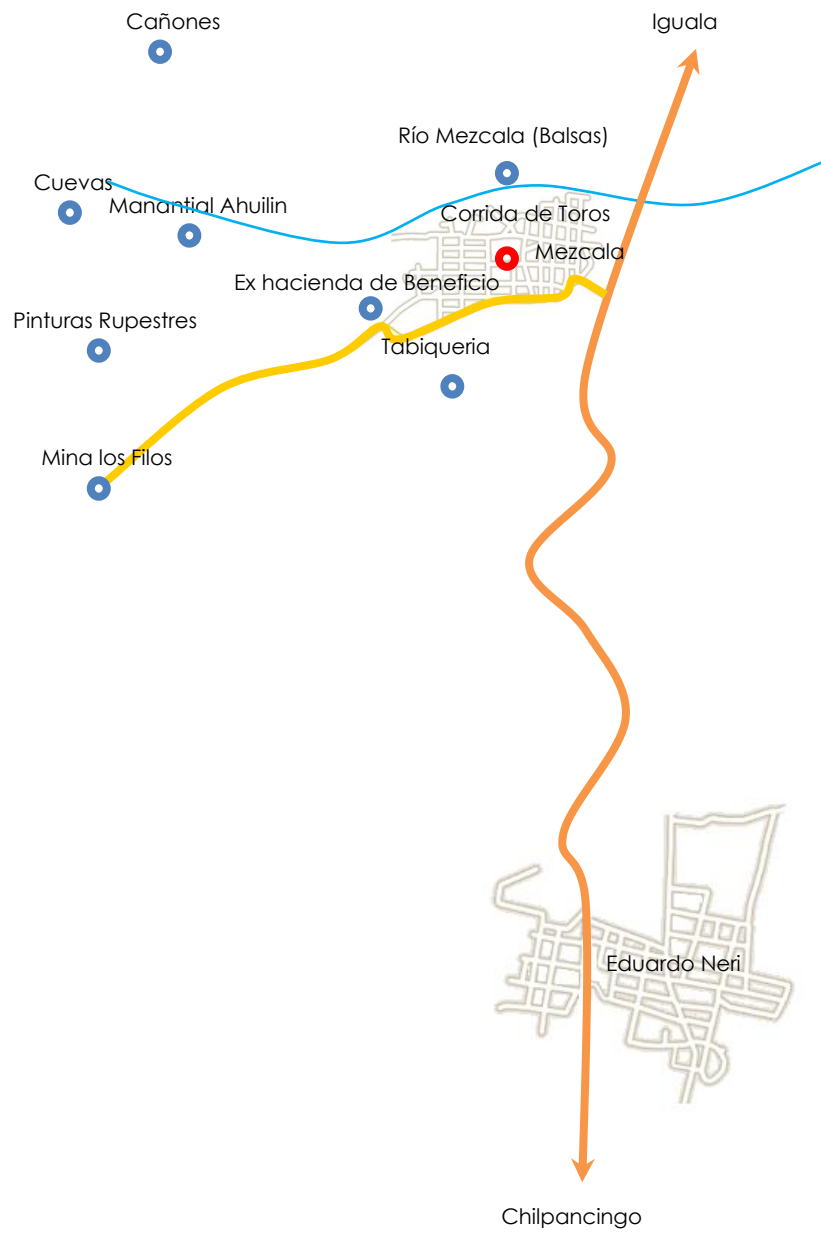 Cañones
Iguala
Río Mezcala (Balsas)
Cuevas
Manantial Ahuilin
Corrida de Toros
Mezcala
Ex hacienda de Beneficio
Pinturas Rupestres
Tabiqueria
Mina los Filos
Eduardo Neri
Chilpancingo